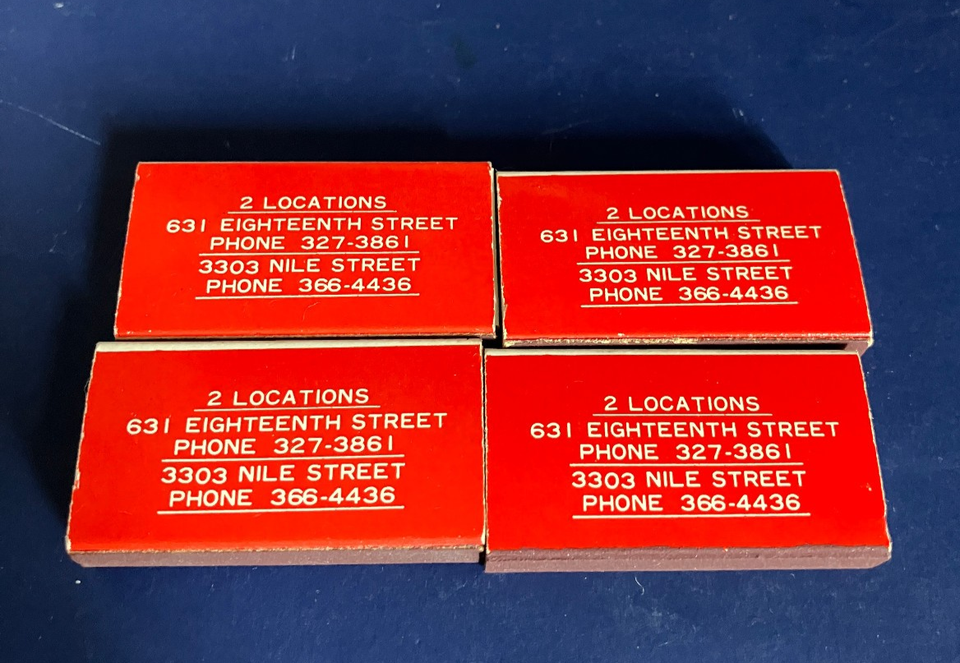 2 LOCATIONS
631 EIGHTEENTH STREET
PHONE 327-3861
3303 NILE STREET
PHONE 366-4436
2 LOCATIONS
631 EIGHTEENTH STREET
PHONE 327-3861
3303 NILE STREET
PHONE 366-4436
2 LOCATIONS
631 EIGHTEENTH STREET
PHONE 327-3861
3303 NILE STREET
PHONE 366-4436
2 LOCATIONS
631 EIGHTEENTH STREET
PHONE 327-3861
3303 NILE STREET
PHONE 366-4436